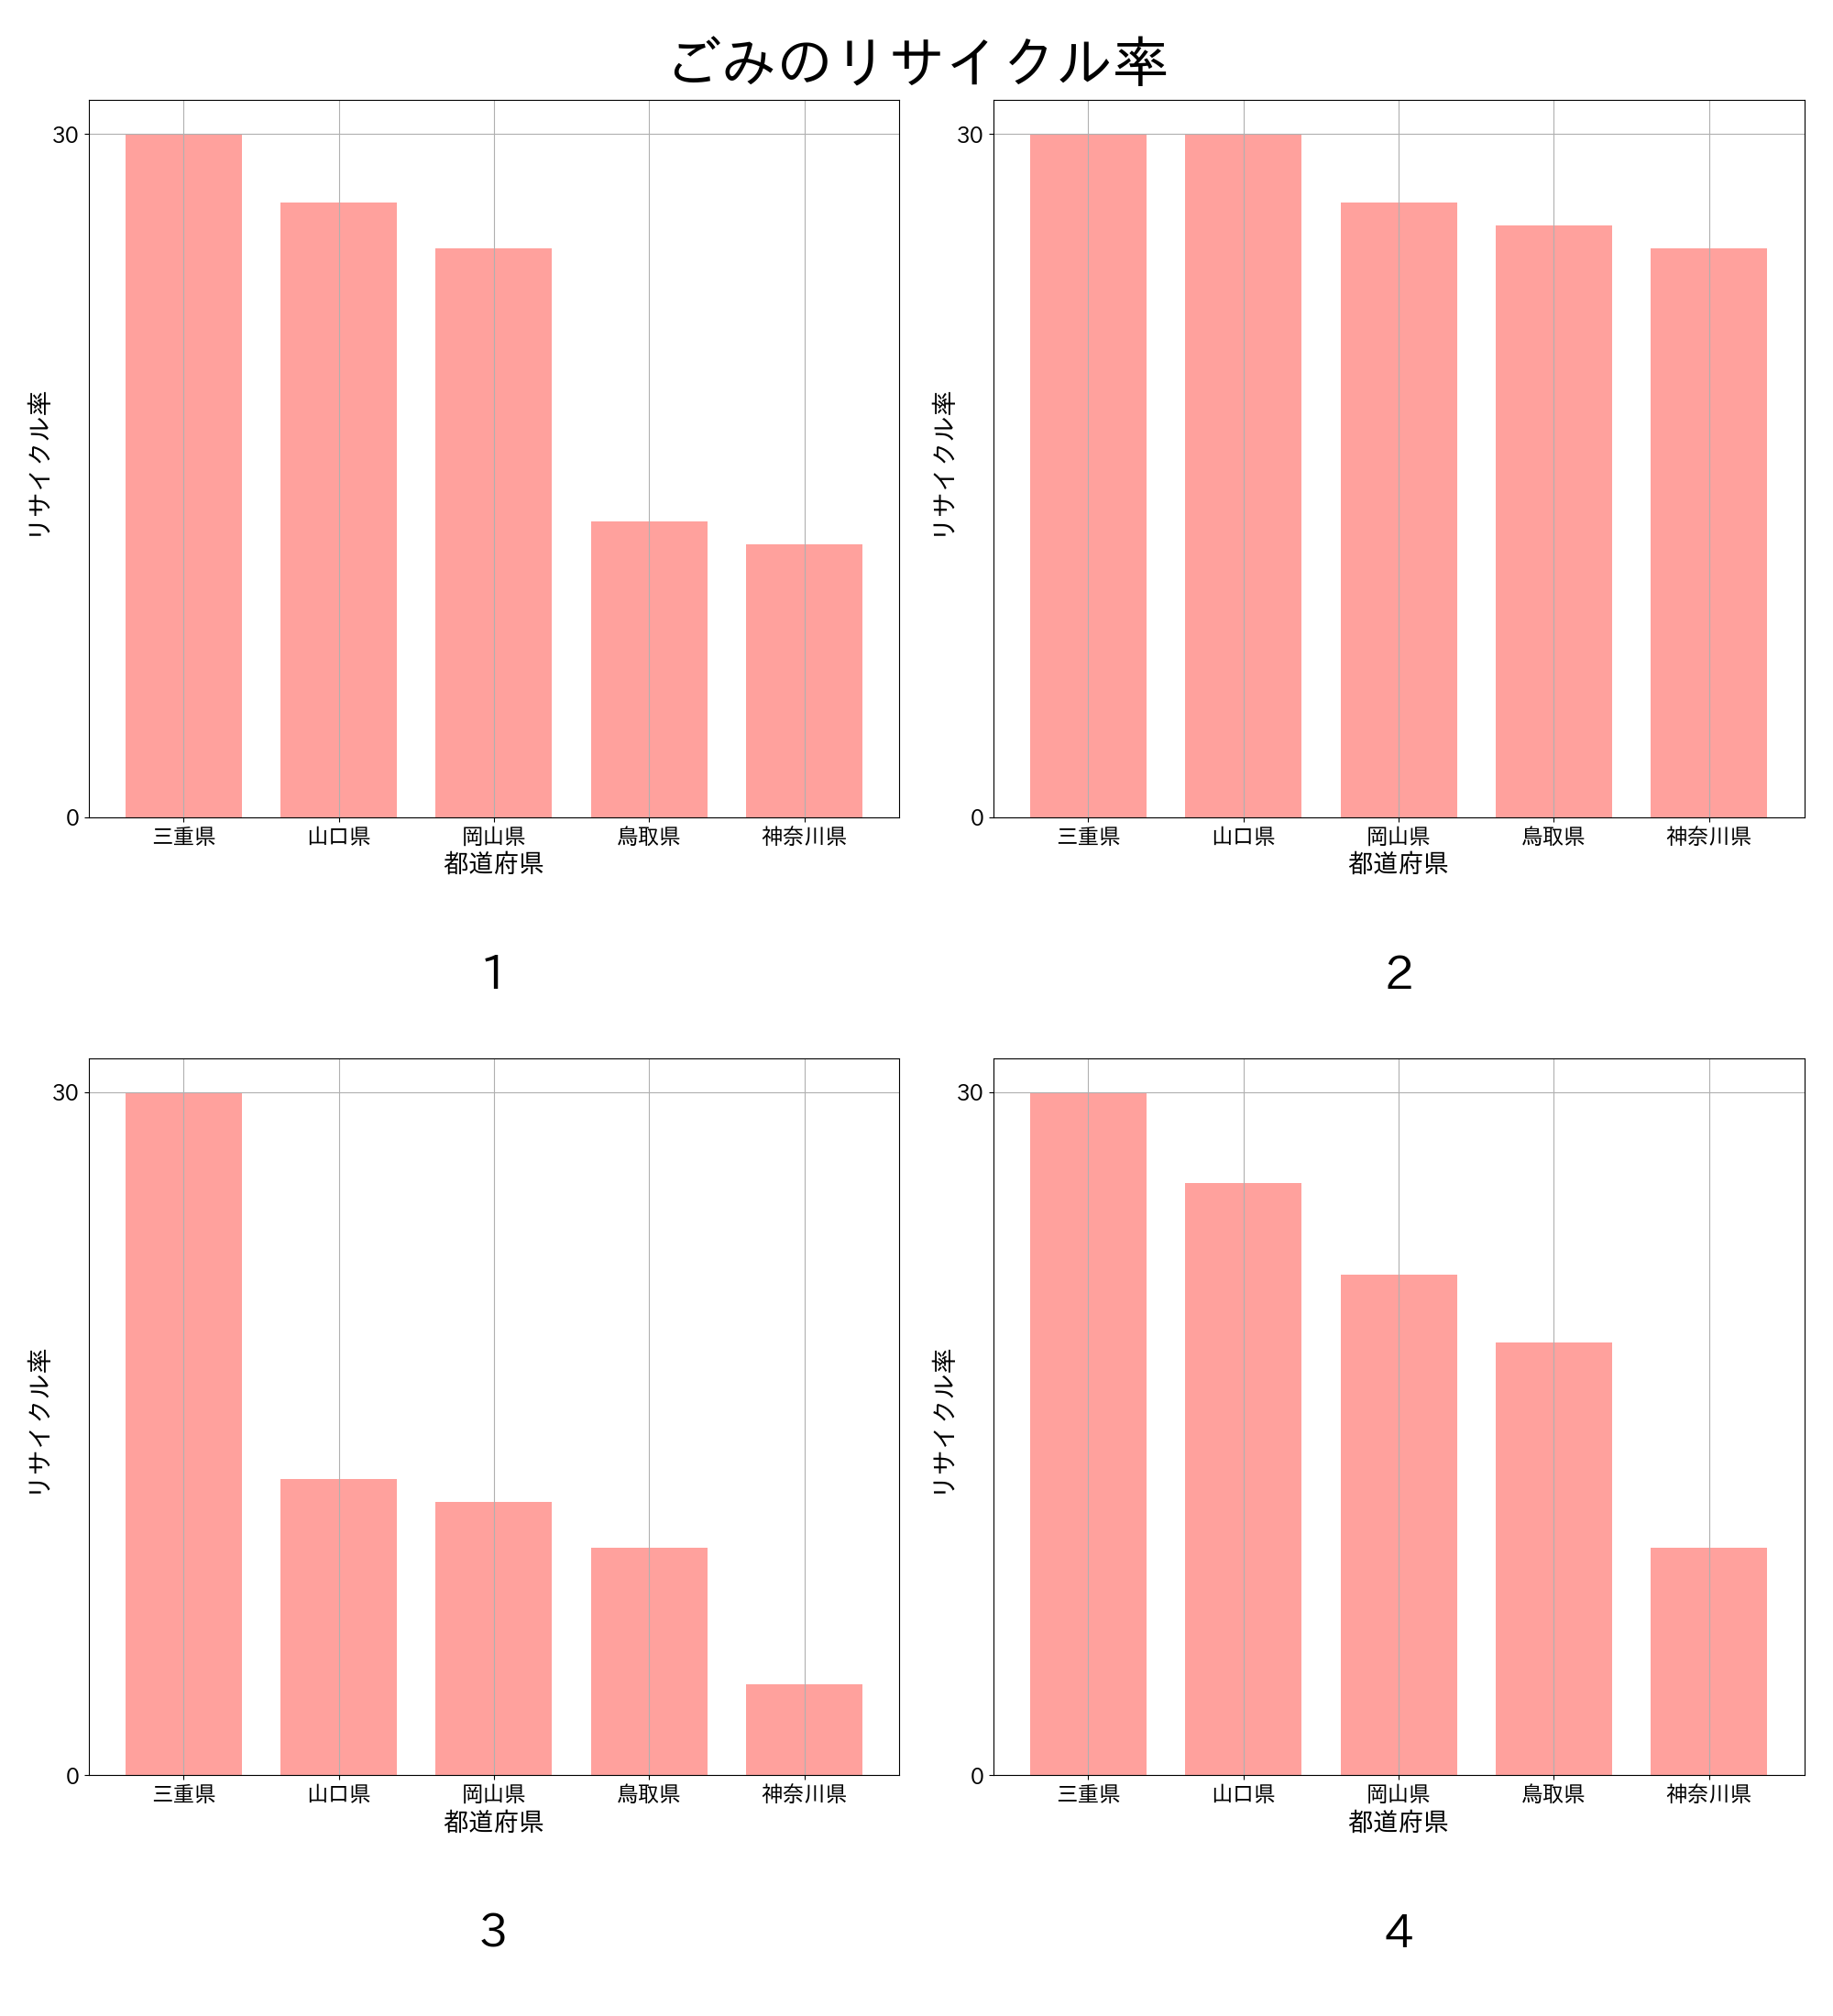 ごみのリサイクル率
30
0
リサイクル率
三重県 山口県 岡山県 鳥取県 神奈川県
都道府県
1
30
0
リサイクル率
三重県 山口県 岡山県 鳥取県 神奈川県
都道府県
2
30
0
リサイクル率
三重県 山口県 岡山県 鳥取県 神奈川県
都道府県
3
30
0
リサイクル率
三重県 山口県 岡山県 鳥取県 神奈川県
都道府県
4